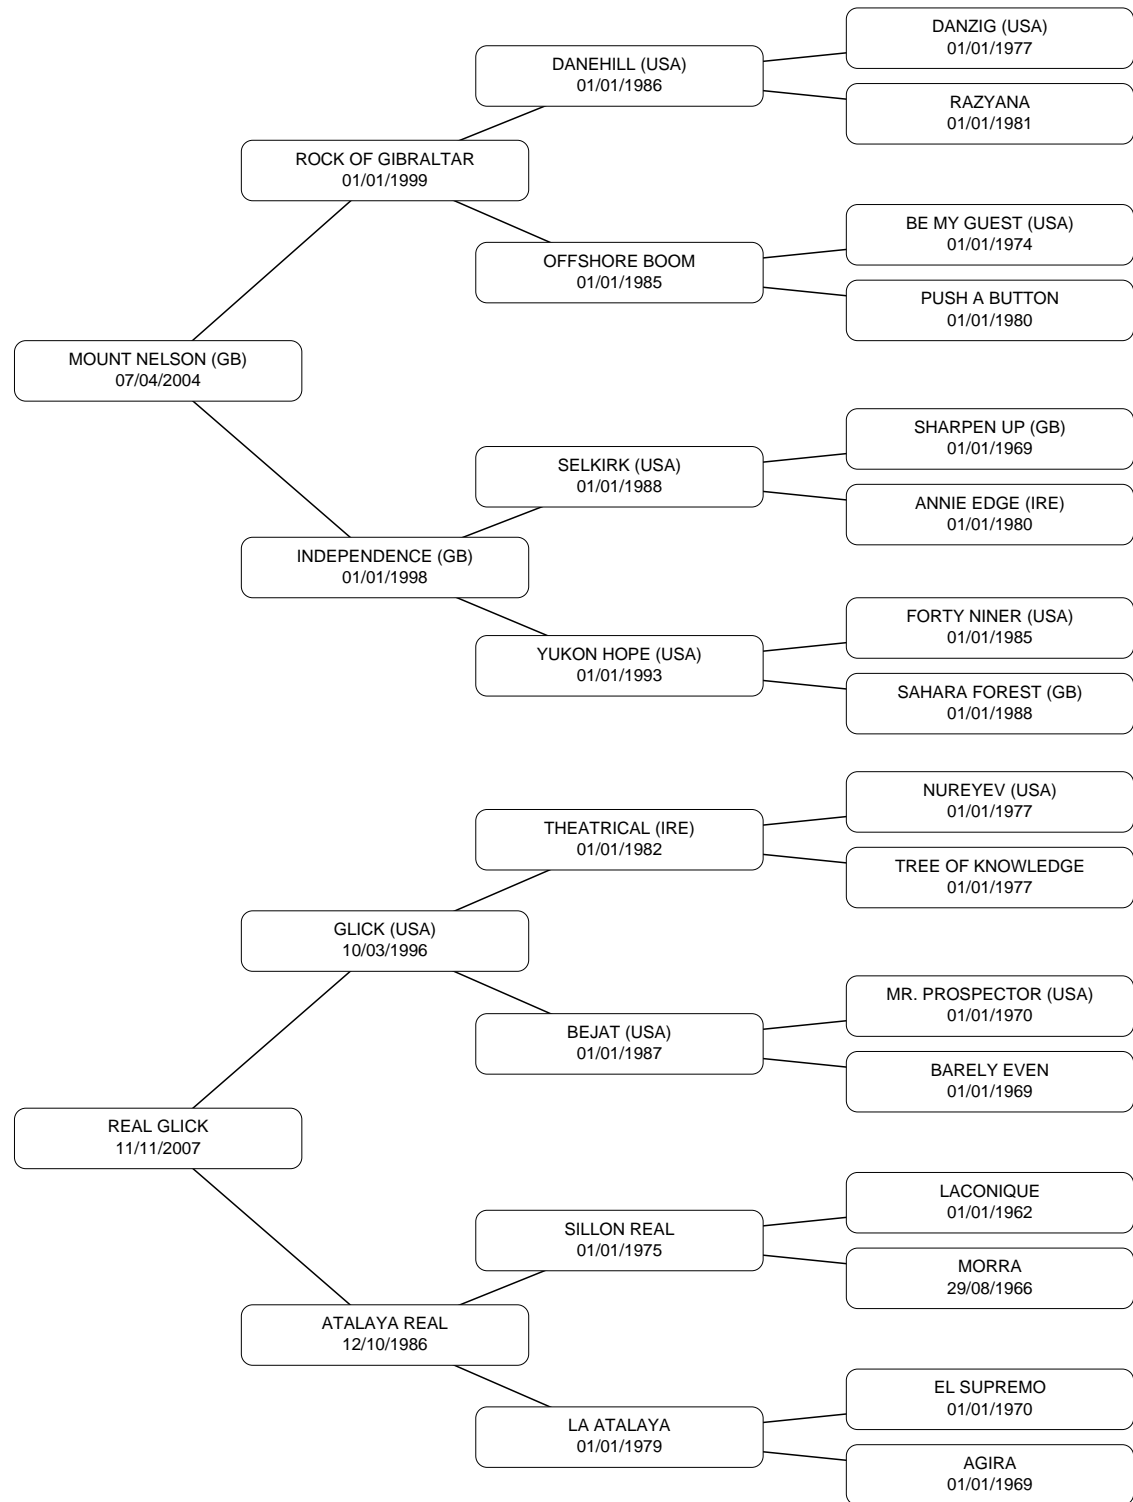 DANZIG (USA)
01/01/1977
DANEHILL (USA)
01/01/1986
RAZYANA
01/01/1981
ROCK OF GIBRALTAR
01/01/1999
BE MY GUEST (USA)
01/01/1974
OFFSHORE BOOM
01/01/1985
PUSH A BUTTON
01/01/1980
MOUNT NELSON (GB)
07/04/2004
SHARPEN UP (GB)
01/01/1969
SELKIRK (USA)
01/01/1988
ANNIE EDGE (IRE)
01/01/1980
INDEPENDENCE (GB)
01/01/1998
FORTY NINER (USA)
01/01/1985
YUKON HOPE (USA)
01/01/1993
SAHARA FOREST (GB)
01/01/1988
NUREYEV (USA)
01/01/1977
THEATRICAL (IRE)
01/01/1982
TREE OF KNOWLEDGE
01/01/1977
GLICK (USA)
10/03/1996
MR. PROSPECTOR (USA)
01/01/1970
BEJAT (USA)
01/01/1987
BARELY EVEN
01/01/1969
REAL GLICK
11/11/2007
LACONIQUE
01/01/1962
SILLON REAL
01/01/1975
MORRA
29/08/1966
ATALAYA REAL
12/10/1986
EL SUPREMO
01/01/1970
LA ATALAYA
01/01/1979
AGIRA
01/01/1969